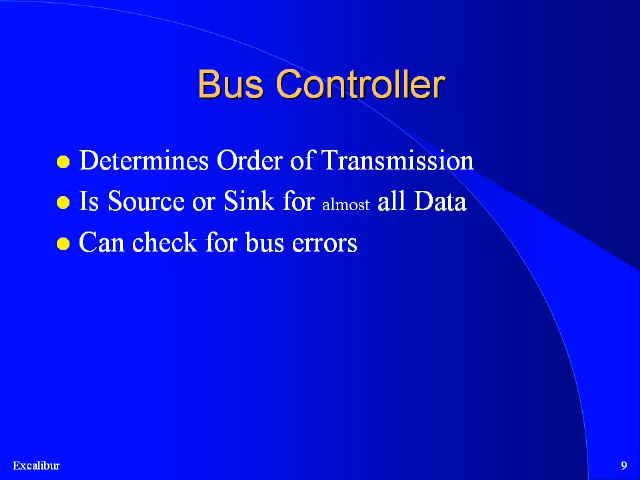 Bus Controller
Determines Order of Transmission
Is Source or Sink for almost all Data
Can check for bus errors
Excalibur
9